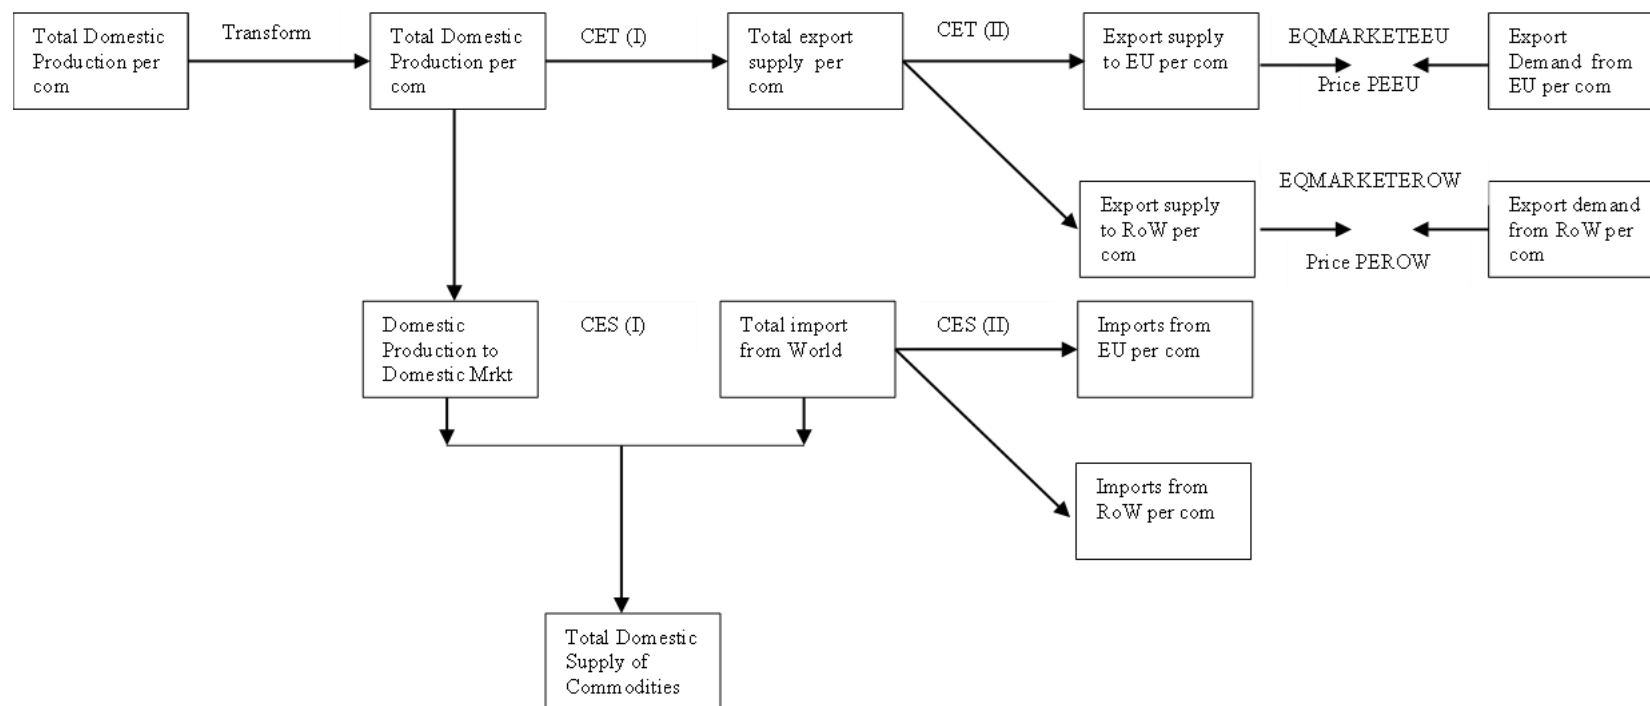 Total Domestic
Production per
com
Transform
Total Domestic
Production per
com
CET (I)
Total export
supply per
com
CET (II)
Export supply
to EU per com
EQMARKETEEU
Price PEEU
Export
Demand from
EU per com
Export supply
to RoW per
com
EQMARKETEROW
Price PEROW
Export demand
from RoW per
com
Domestic
Production to
Domestic Mrkt
CES (I)
Total import
from World
CES (II)
Imports from
EU per com
Imports from
RoW per com
Total Domestic
Supply of
Commodities